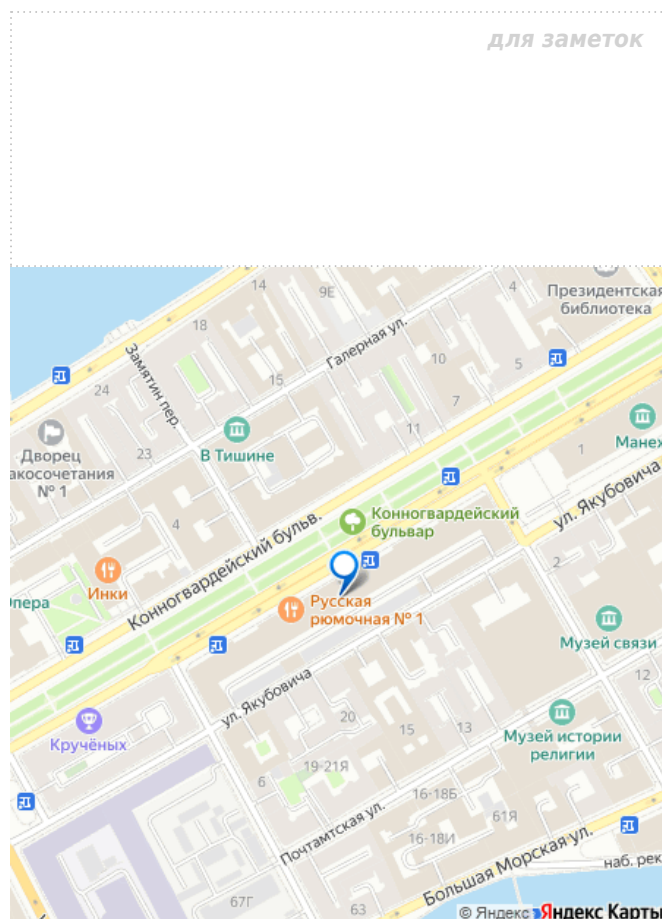 для заметок
14
9Е
4
Президентская
библиотека
18
Галерная ул.
Замятин пер.
10
5
24
15
7
Дворец
акосочетания
№ 1
23
В Тишине
11
Манеж
1
4
Конногвардейский
бульвар
ул. Якубовича
Конногвардейский бульв.
Опера
Инки
2
Русская
рюмочная № 1
Музей связи
12
ул. Якубовича
Кручёных
20
15
13
Музей истории
религии
19-21Я
6
16-18Б
61Я
Почтамтская ул.
16-18И
Большая Морская ул.
наб. рек
67Г
63
© Яндекс Яндекс Карты